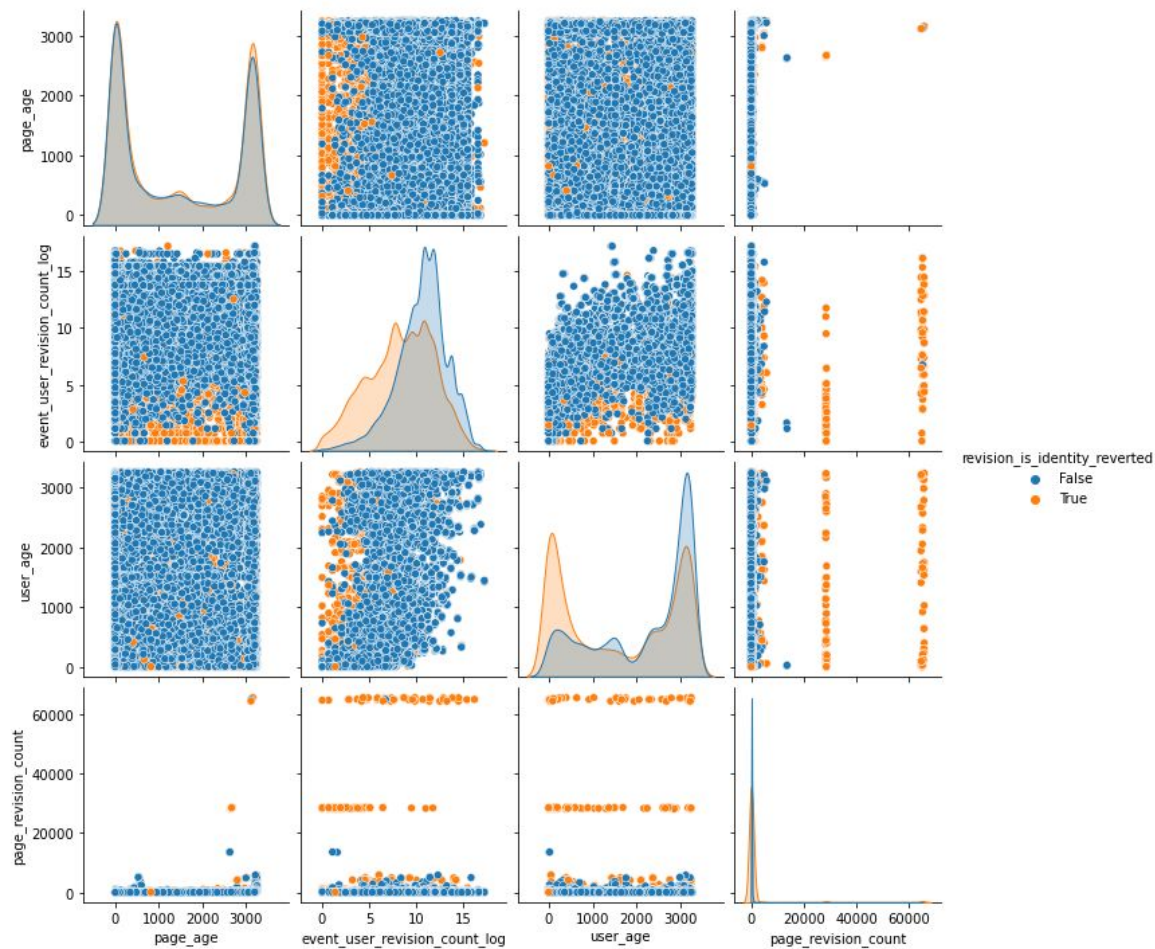 3000
2000
1000
0
page_age
15
10
5
0
event_user_revision_count_log
revision_is_identity_reverted
False
True
3000
2000
1000
0
user_age
60000
40000
20000
0
page_revision_count
0 1000 2000 3000 0 5 10 15 0 1000 2000 3000 0 20000 40000 60000
page_age event_user_revision_count_log user_age page_revision_count